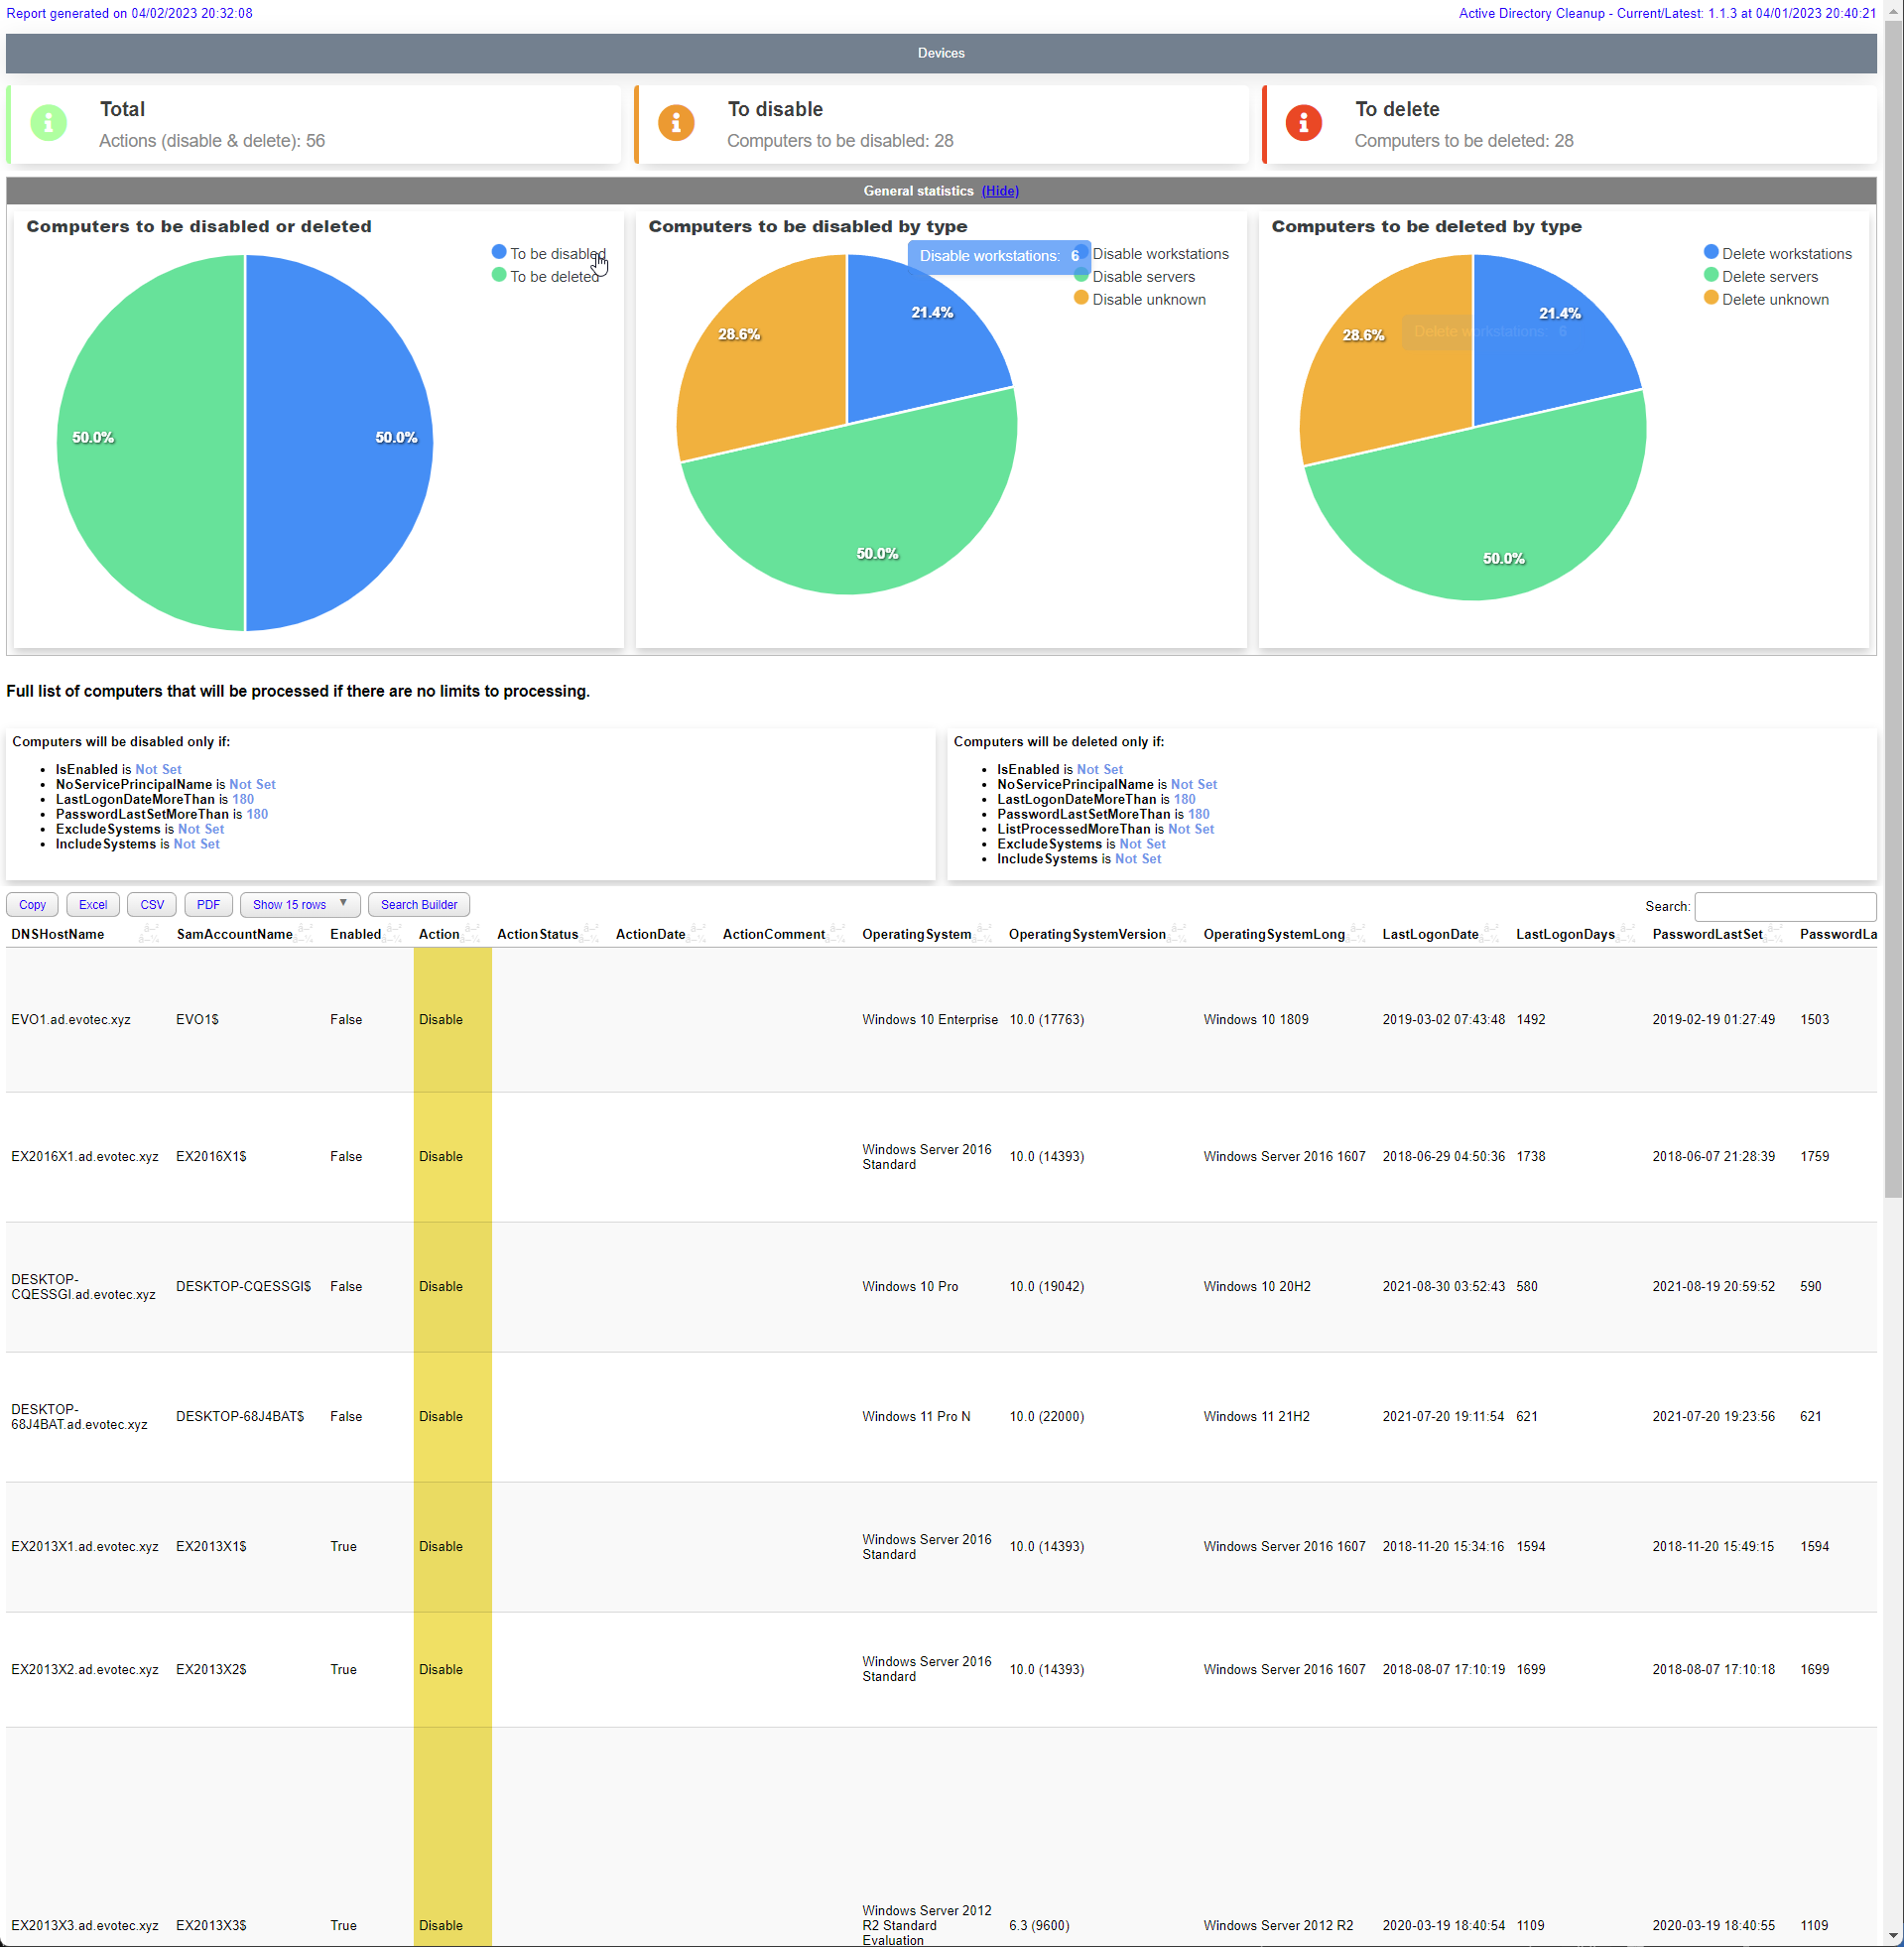 Report generated on 04/02/2023 20:32:08
Active Directory Cleanup - Current/Latest: 1.1.3 at 04/01/2023 20:40:21
Devices
Total
Actions (disable & delete): 56
To disable
Computers to be disabled: 28
To delete
Computers to be deleted: 28
General statistics (Hide)
Computers to be disabled or deleted
To be disabled
To be deleted
50.0%
50.0%
Computers to be disabled by type
Disable workstations: 6
Disable workstations
Disable servers
Disable unknown
21.4%
28.6%
50.0%
Computers to be deleted by type
Delete workstations
Delete servers
Delete unknown
21.4%
Delete workstations: 6
28.6%
50.0%
Full list of computers that will be processed if there are no limits to processing.
Computers will be disabled only if:
• IsEnabled is Not Set
• NoServicePrincipalName is Not Set
• LastLogonDateMoreThan is 180
• PasswordLastSetMoreThan is 180
• ExcludeSystems is Not Set
• IncludeSystems is Not Set
Computers will be deleted only if:
• IsEnabled is Not Set
• NoServicePrincipalName is Not Set
• LastLogonDateMoreThan is 180
• PasswordLastSetMoreThan is 180
• ListProcessedMoreThan is Not Set
• ExcludeSystems is Not Set
• IncludeSystems is Not Set
Copy Excel CSV PDF Show 15 rows ▼ Search Builder Search:
DNSHostName SamAccountName Enabled Action ActionStatus ActionDate ActionComment OperatingSystem OperatingSystemVersion OperatingSystemLong LastLogonDate LastLogonDays PasswordLastSet PasswordLa
EVO1.ad.evotec.xyz EVO1$ False Disable Windows 10 Enterprise 10.0 (17763) Windows 10 1809 2019-03-02 07:43:48 1492 2019-02-19 01:27:49 1503
EX2016X1.ad.evotec.xyz EX2016X1$ False Disable Windows Server 2016
Standard 10.0 (14393) Windows Server 2016 1607 2018-06-29 04:50:36 1738 2018-06-07 21:28:39 1759
DESKTOP-
CQESSGI.ad.evotec.xyz DESKTOP-CQESSGI$ False Disable Windows 10 Pro 10.0 (19042) Windows 10 20H2 2021-08-30 03:52:43 580 2021-08-19 20:59:52 590
DESKTOP-
68J4BAT.ad.evotec.xyz DESKTOP-68J4BAT$ False Disable Windows 11 Pro N 10.0 (22000) Windows 11 21H2 2021-07-20 19:11:54 621 2021-07-20 19:23:56 621
EX2013X1.ad.evotec.xyz EX2013X1$ True Disable Windows Server 2016
Standard 10.0 (14393) Windows Server 2016 1607 2018-11-20 15:34:16 1594 2018-11-20 15:49:15 1594
EX2013X2.ad.evotec.xyz EX2013X2$ True Disable Windows Server 2016
Standard 10.0 (14393) Windows Server 2016 1607 2018-08-07 17:10:19 1699 2018-08-07 17:10:18 1699
EX2013X3.ad.evotec.xyz EX2013X3$ True Disable Windows Server 2012
R2 Standard
Evaluation 6.3 (9600) Windows Server 2012 R2 2020-03-19 18:40:54 1109 2020-03-19 18:40:55 1109